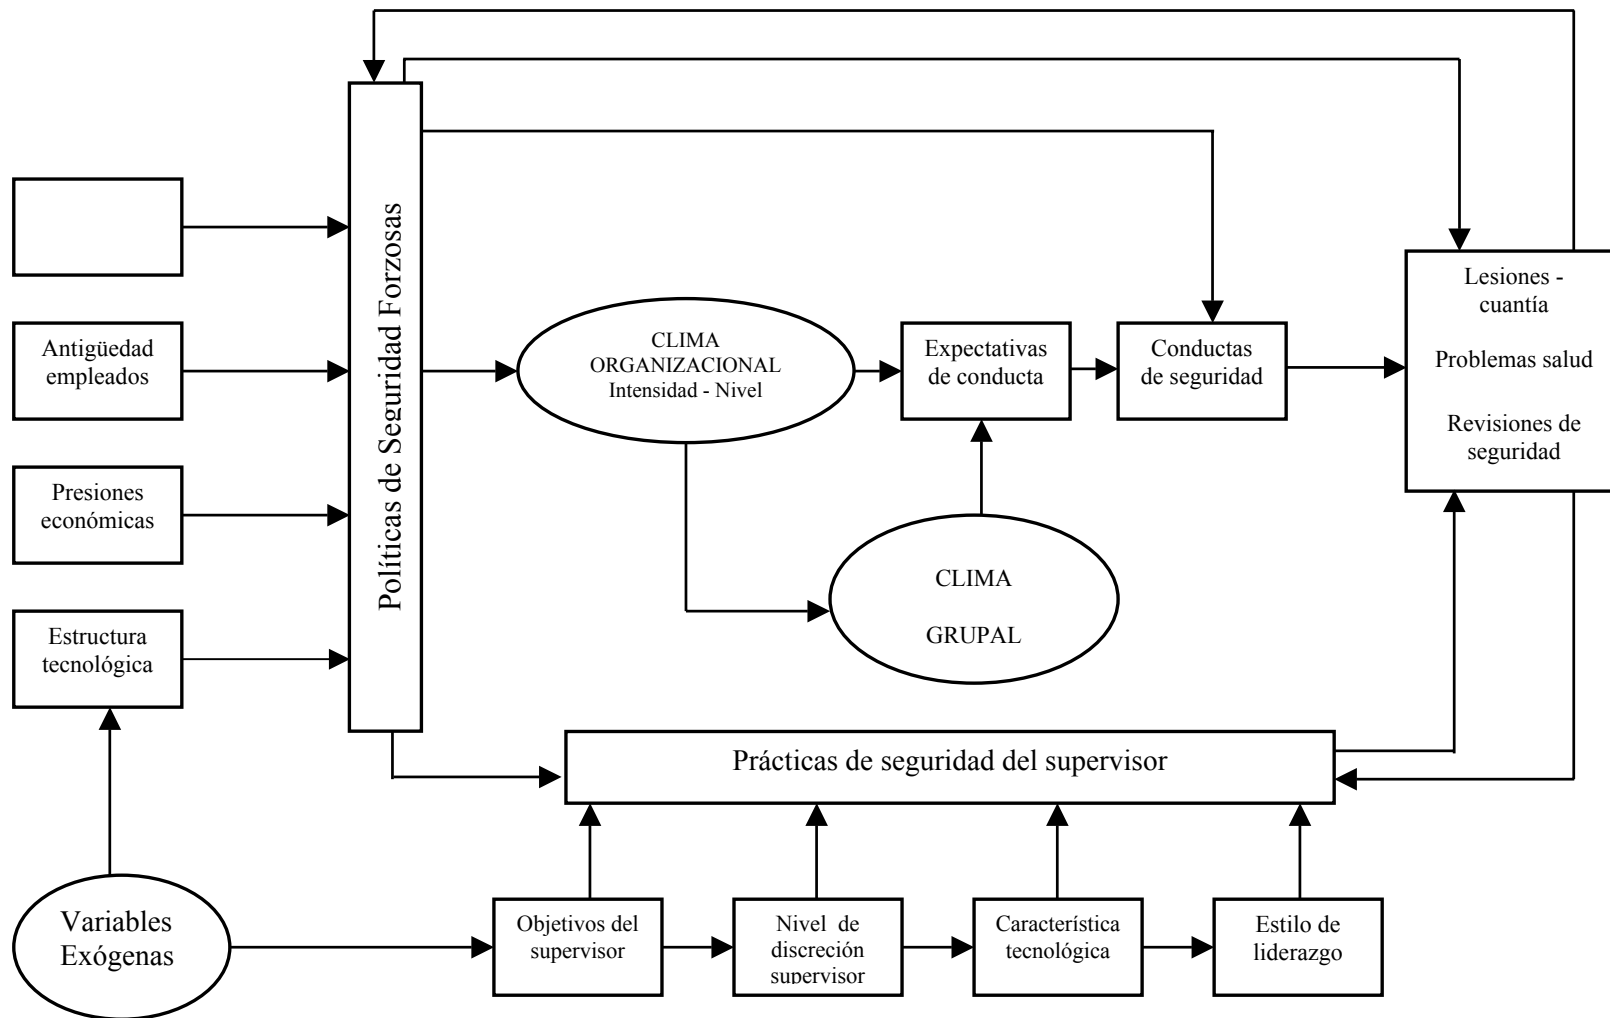 Políticas de Seguridad Forzosas
Antigüedad
empleados
Presiones
económicas
Estructura
tecnológica
Variables
Exógenas
CLIMA
ORGANIZACIONAL
Intensidad - Nivel
Expectativas
de conducta
Conductas
de seguridad
Lesiones -
cuantía
Problemas salud
Revisiones de
seguridad
CLIMA
GRUPAL
Prácticas de seguridad del supervisor
Objetivos del
supervisor
Nivel de
discreción
supervisor
Característica
tecnológica
Estilo de
liderazgo